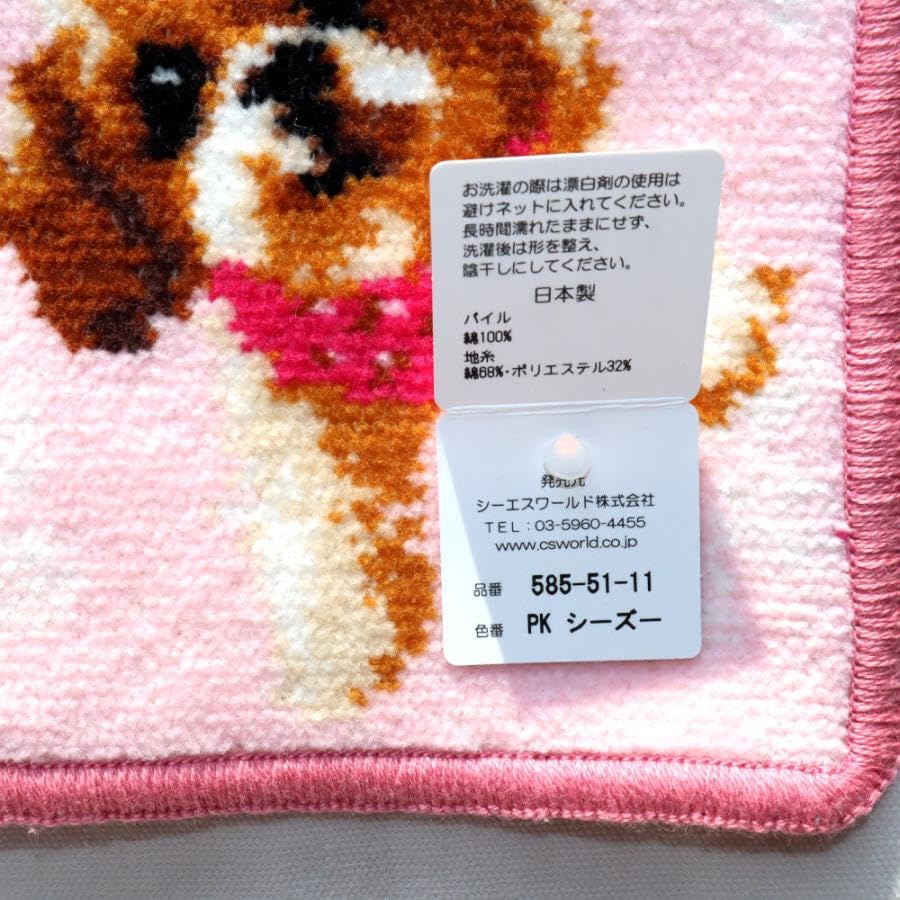 お洗濯の際は漂白剤の使用は
避けネットに入れてください。
長時間濡れたままにせず、
洗濯後は形を整え、
陰干しにしてください。
日本製
パイル
綿100%
地糸
綿68%・ポリエステル32%
発売元
シーエスワールド株式会社
TEL:03-5960-4455
www.csworld.co.jp
品番 585-51-11
色番 PK シーズー